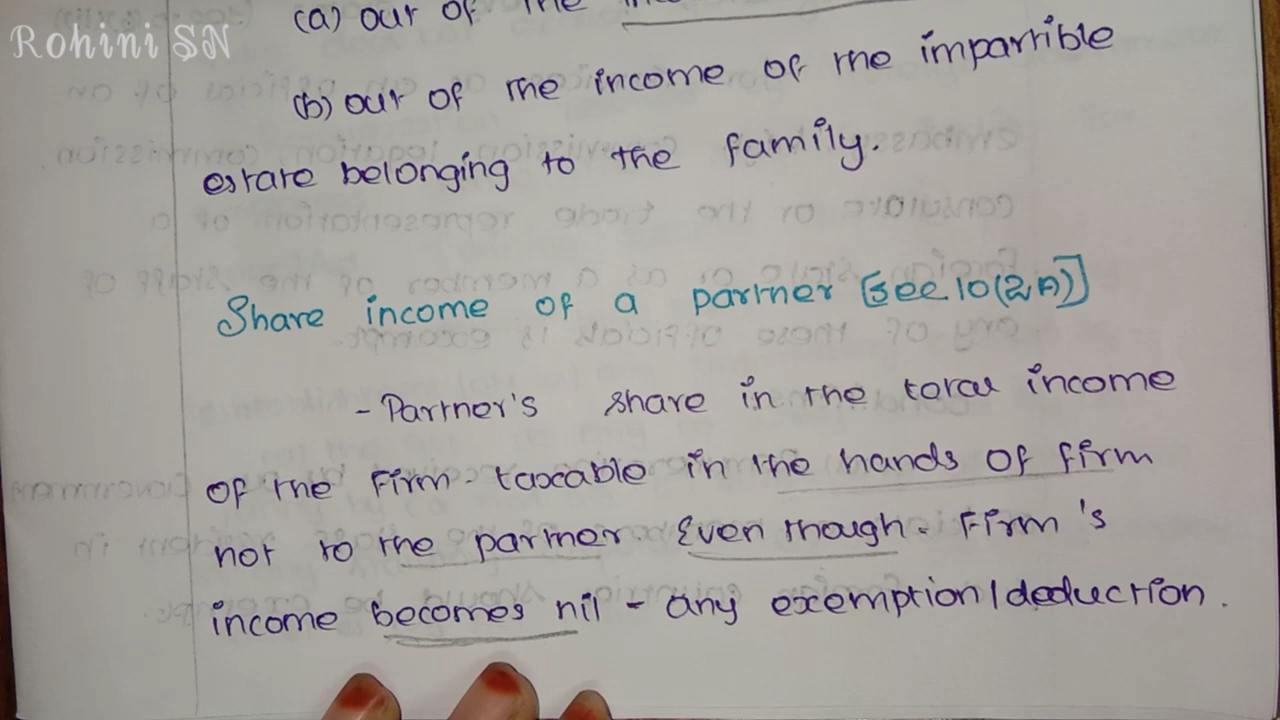 Rohini SN
(a) out of the
(b) out of the income of the impartible
estate belonging to the family.
Share income of a partner [sec 10(2A)]
- Partner's share in the total income
of the firm - taxable in the hands of firm
not to the partner. Even though. Firm's
income becomes nil - any exemption/deduction.